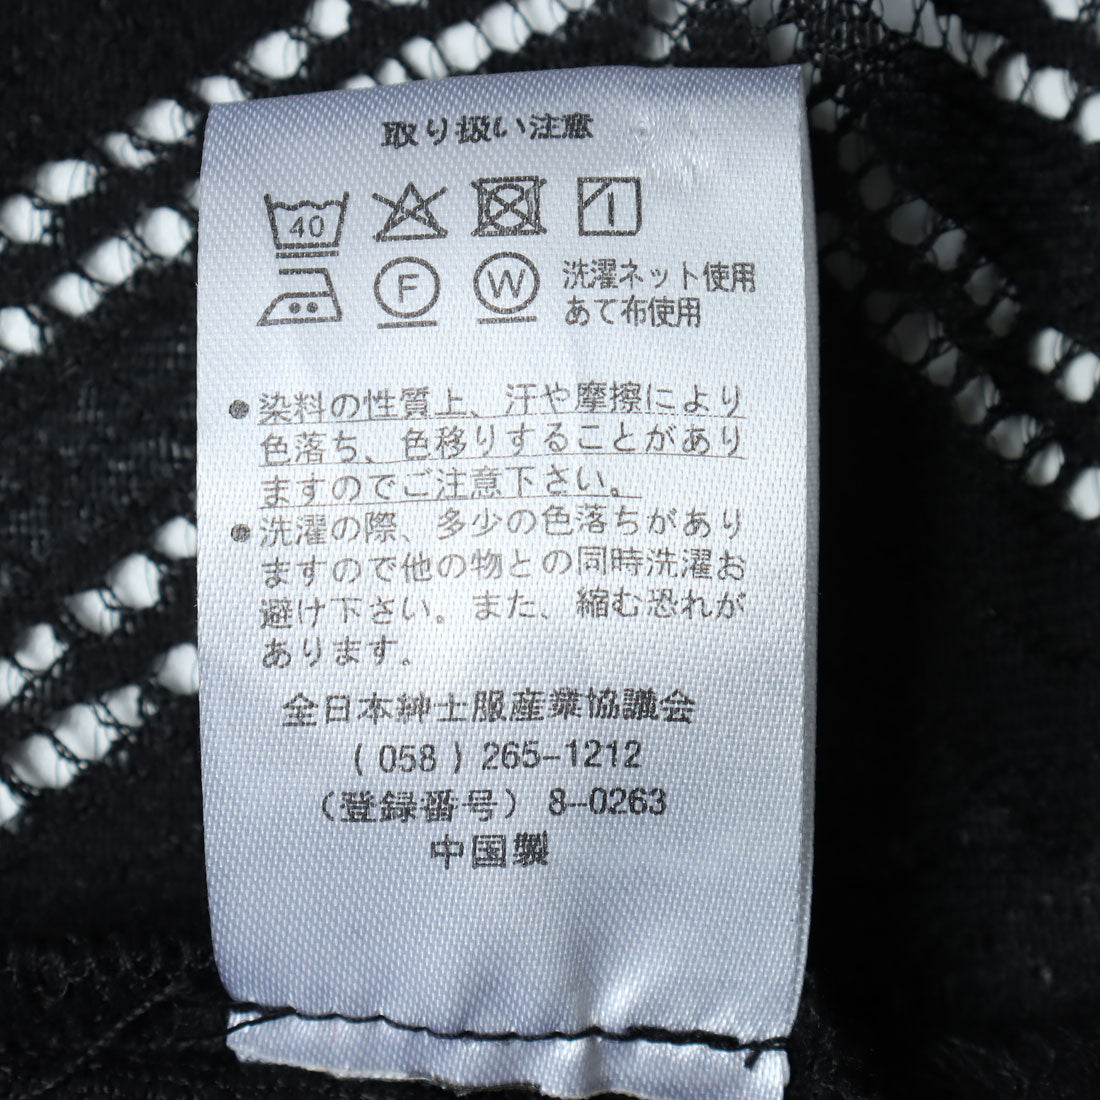 取り扱い注意
40
F W 洗濯ネット使用
あて布使用
●染料の性質上、汗や摩擦により
色落ち、色移りすることがあり
ますのでご注意下さい。
●洗濯の際、多少の色落ちがあり
ますので他の物との同時洗濯お
避け下さい。また、縮む恐れが
あります。
全日本紳士服産業協議会
(058)265-1212
(登録番号)8-0263
中国製